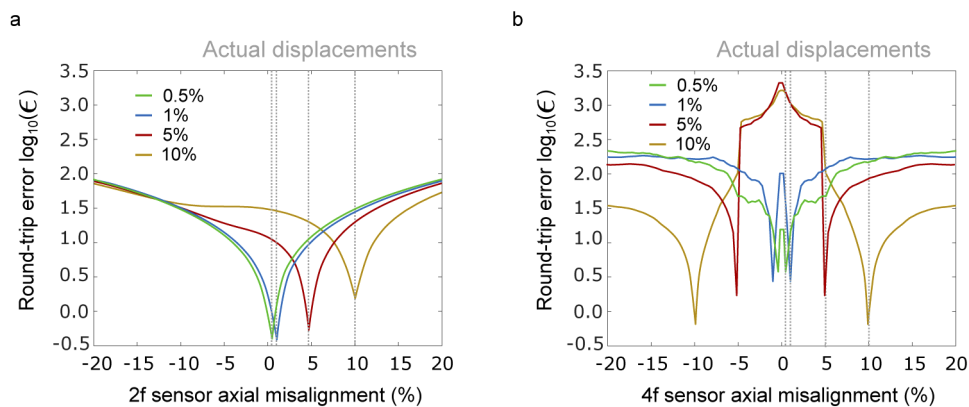 a
Actual displacements
3.5
3.0
2.5
2.0
1.5
1.0
0.5
0.0
-0.5
Round-trip error log₁₀(ϵ)
0.5%
1%
5%
10%
-20 -15 -10 -5 0 5 10 15 20
2f sensor axial misalignment (%)
b
Actual displacements
3.5
3.0
2.5
2.0
1.5
1.0
0.5
0.0
-0.5
Round-trip error log₁₀(ϵ)
0.5%
1%
5%
10%
-20 -15 -10 -5 0 5 10 15 20
4f sensor axial misalignment (%)